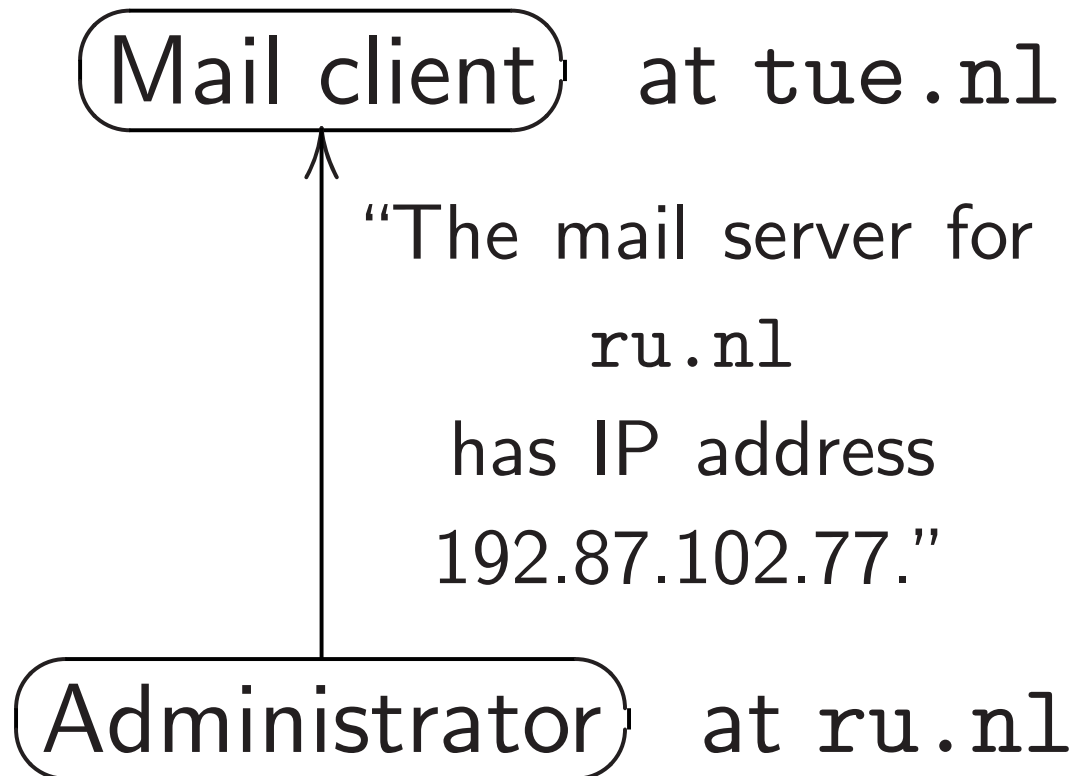 Mail client at tue.nl
“The mail server for
ru.nl
has IP address
192.87.102.77.”
Administrator at ru.nl